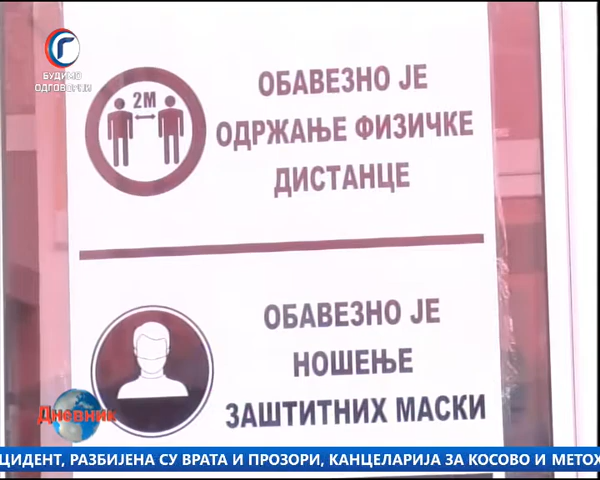 БУДИМО
ОДГОВОРНИ
2М
ОБАВЕЗНО ЈЕ
ОДРЖАЊЕ ФИЗИЧКЕ
ДИСТАНЦЕ
ОБАВЕЗНО ЈЕ
НОШЕЊЕ
ЗАШТИТНИХ МАСКИ
Дневник
ЦИДЕНТ, РАЗБИЈЕНА СУ ВРАТА И ПРОЗОРИ, КАНЦЕЛАРИЈА ЗА КОСОВО И МЕТОХ